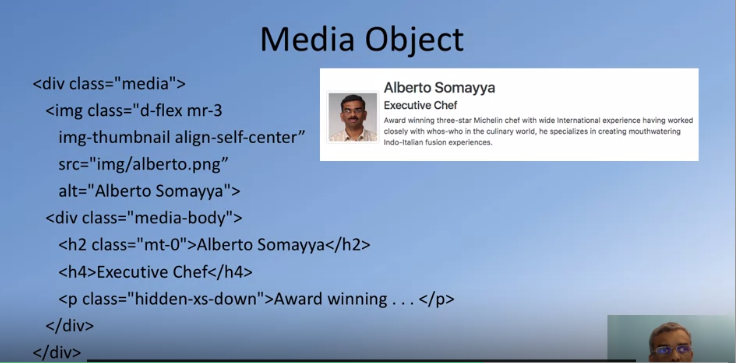 Media Object
<div class="media">
<img class="d-flex mr-3
img-thumbnail align-self-center”
src="img/alberto.png”
alt="Alberto Somayya">
<div class="media-body">
<h2 class="mt-0">Alberto Somayya</h2>
<h4>Executive Chef</h4>
<p class="hidden-xs-down">Award winning . . . </p>
</div>
</div>
Alberto Somayya
Executive Chef
Award winning three-star Michelin chef with wide International experience having worked
closely with whos-who in the culinary world, he specializes in creating mouthwatering
Indo-Italian fusion experiences.